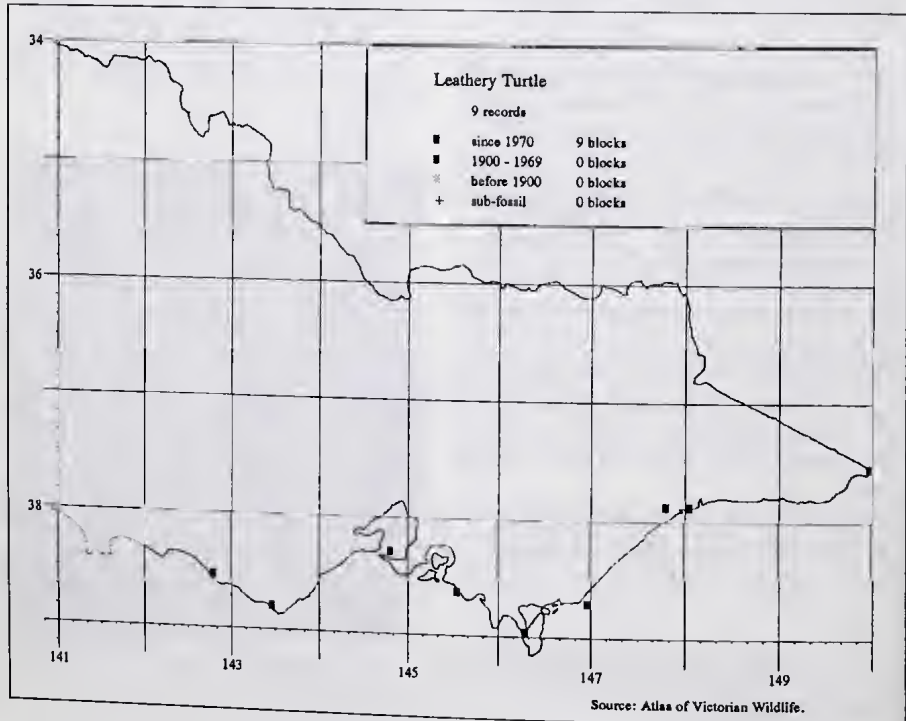 34
Leathery Turtle
9 records
■ since 1970 9 blocks
■ 1900 - 1969 0 blocks
× before 1900 0 blocks
+ sub-fossil 0 blocks
36
38
141 143 145 147 149
Source: Atlas of Victorian Wildlife.